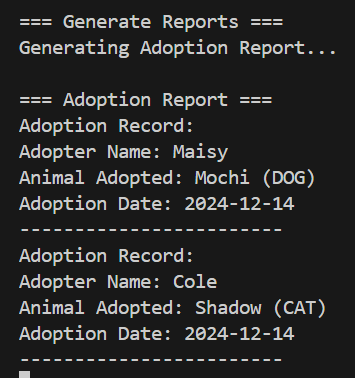 === Generate Reports ===
Generating Adoption Report...

=== Adoption Report ===
Adoption Record:
Adopter Name: Maisy
Animal Adopted: Mochi (DOG)
Adoption Date: 2024-12-14
------------------------
Adoption Record:
Adopter Name: Cole
Animal Adopted: Shadow (CAT)
Adoption Date: 2024-12-14
------------------------